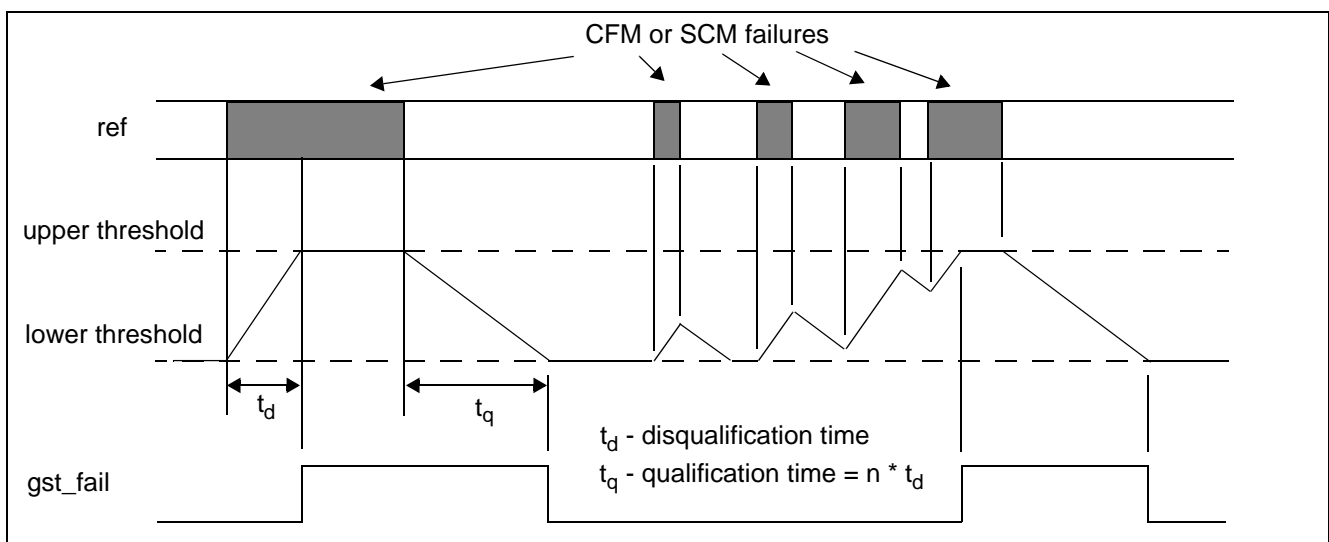 CFM or SCM failures
ref
upper threshold
lower threshold
td
tq
td - disqualification time
tq - qualification time = n * td
gst_fail